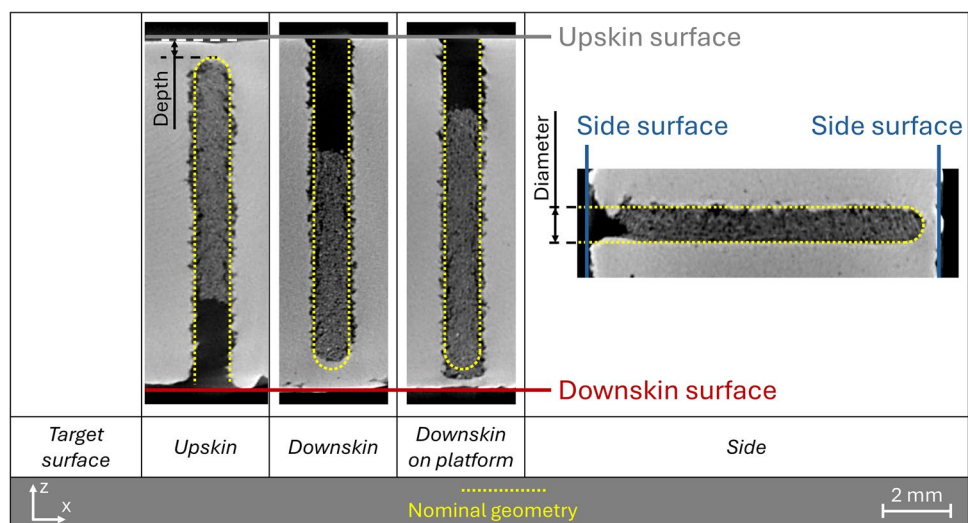 Upskin surface
Depth
Diameter
Side surface
Side surface
Downskin surface
Target
surface
Upskin
Downskin
Downskin
on platform
Side
z
x
Nominal geometry
2 mm